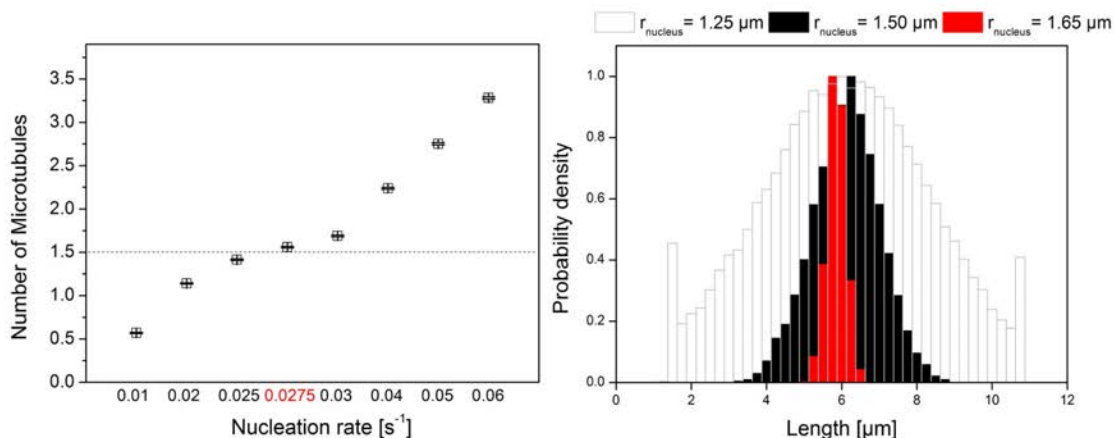 r_nucleus = 1.25 µm r_nucleus = 1.50 µm r_nucleus = 1.65 µm
Number of Microtubules
3.5
3.0
2.5
2.0
1.5
1.0
0.5
0.0
0.01 0.02 0.025 0.0275 0.03 0.04 0.05 0.06
Nucleation rate [s⁻¹]
Probability density
1.0
0.8
0.6
0.4
0.2
0.0
0 2 4 6 8 10 12
Length [µm]